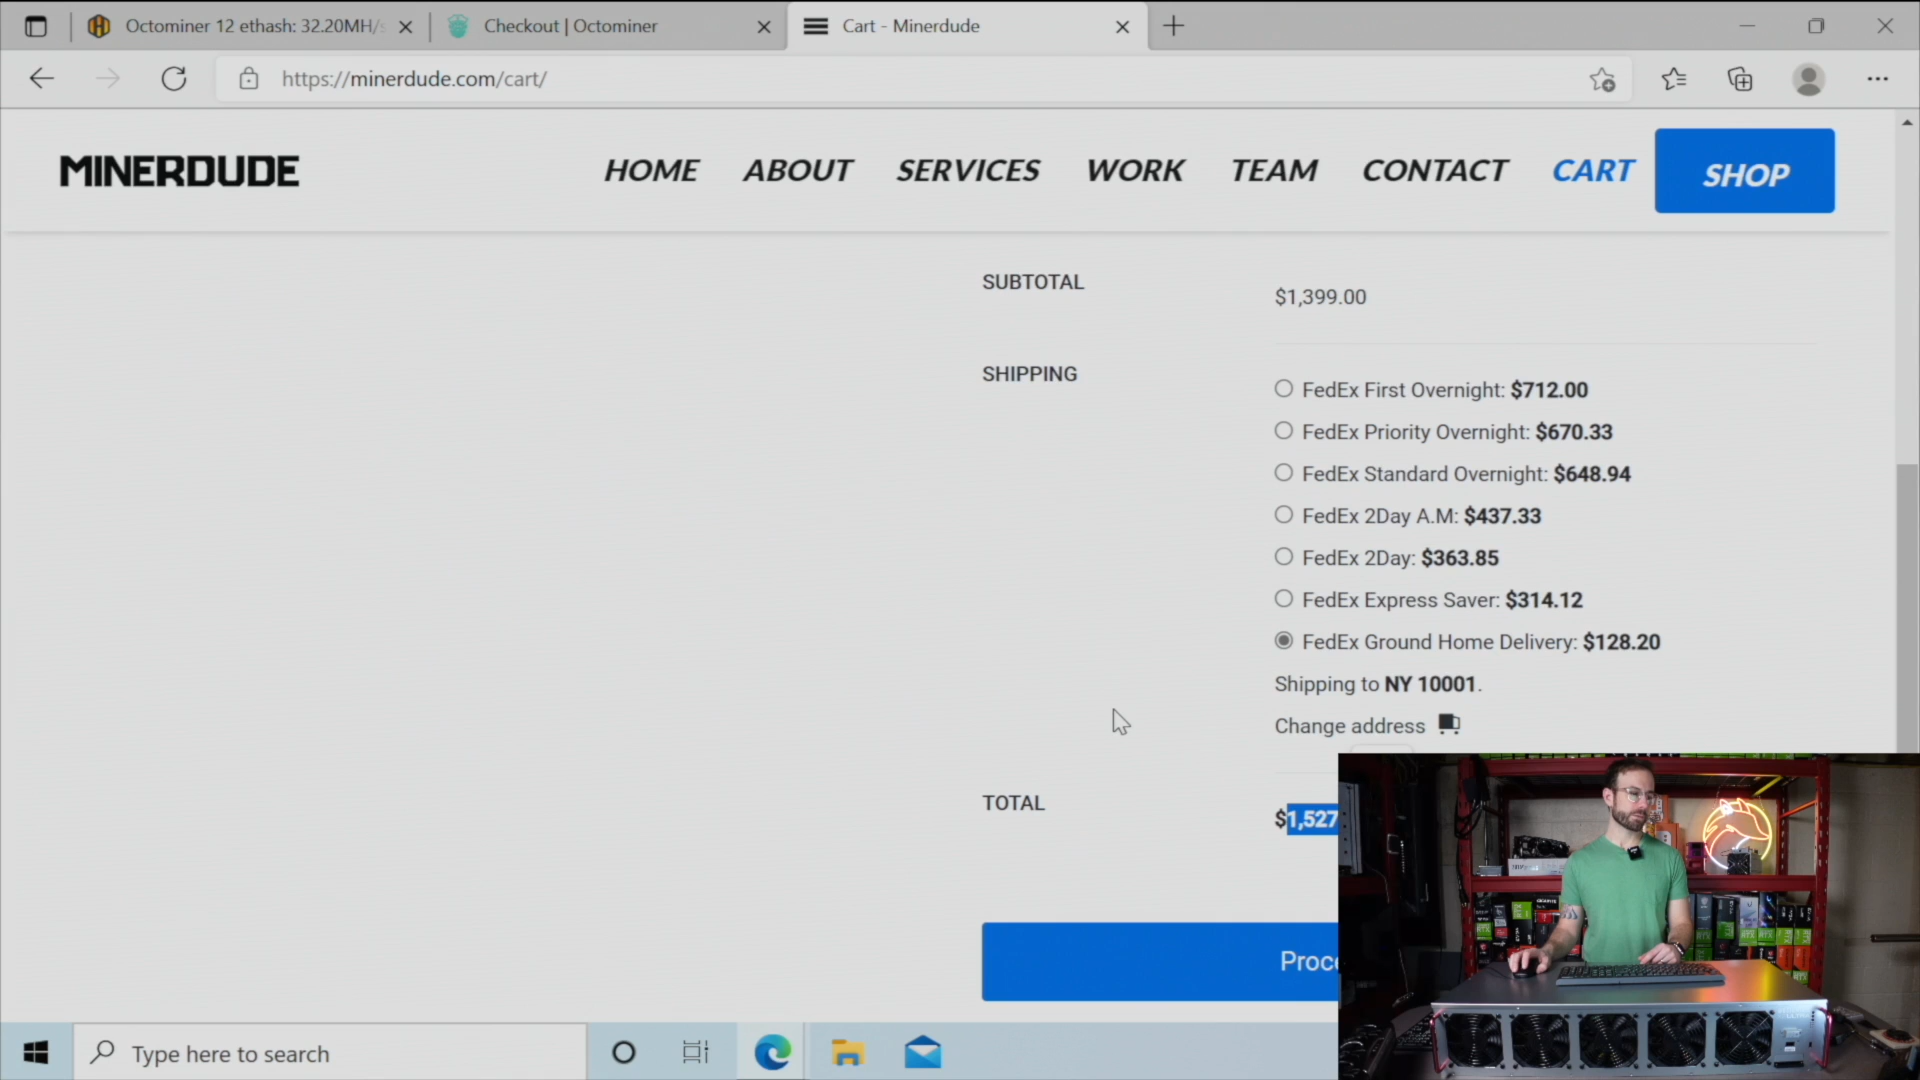 Octominer 12 ethash: 32.20MH/s
Checkout | Octominer
Cart - Minerdude
https://minerdude.com/cart/
MINERDUDE
HOME
ABOUT
SERVICES
WORK
TEAM
CONTACT
CART
SHOP
SUBTOTAL
$1,399.00
SHIPPING
FedEx First Overnight: $712.00
FedEx Priority Overnight: $670.33
FedEx Standard Overnight: $648.94
FedEx 2Day A.M: $437.33
FedEx 2Day: $363.85
FedEx Express Saver: $314.12
FedEx Ground Home Delivery: $128.20
Shipping to NY 10001.
Change address
TOTAL
$1,527
Proce
Type here to search